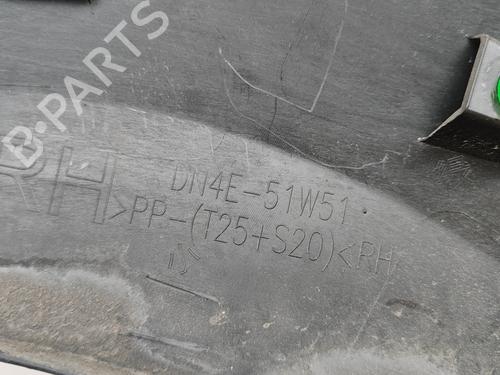 B-PARTS
RH
DN4E-51W51
>PP-(T25+S20)<RH